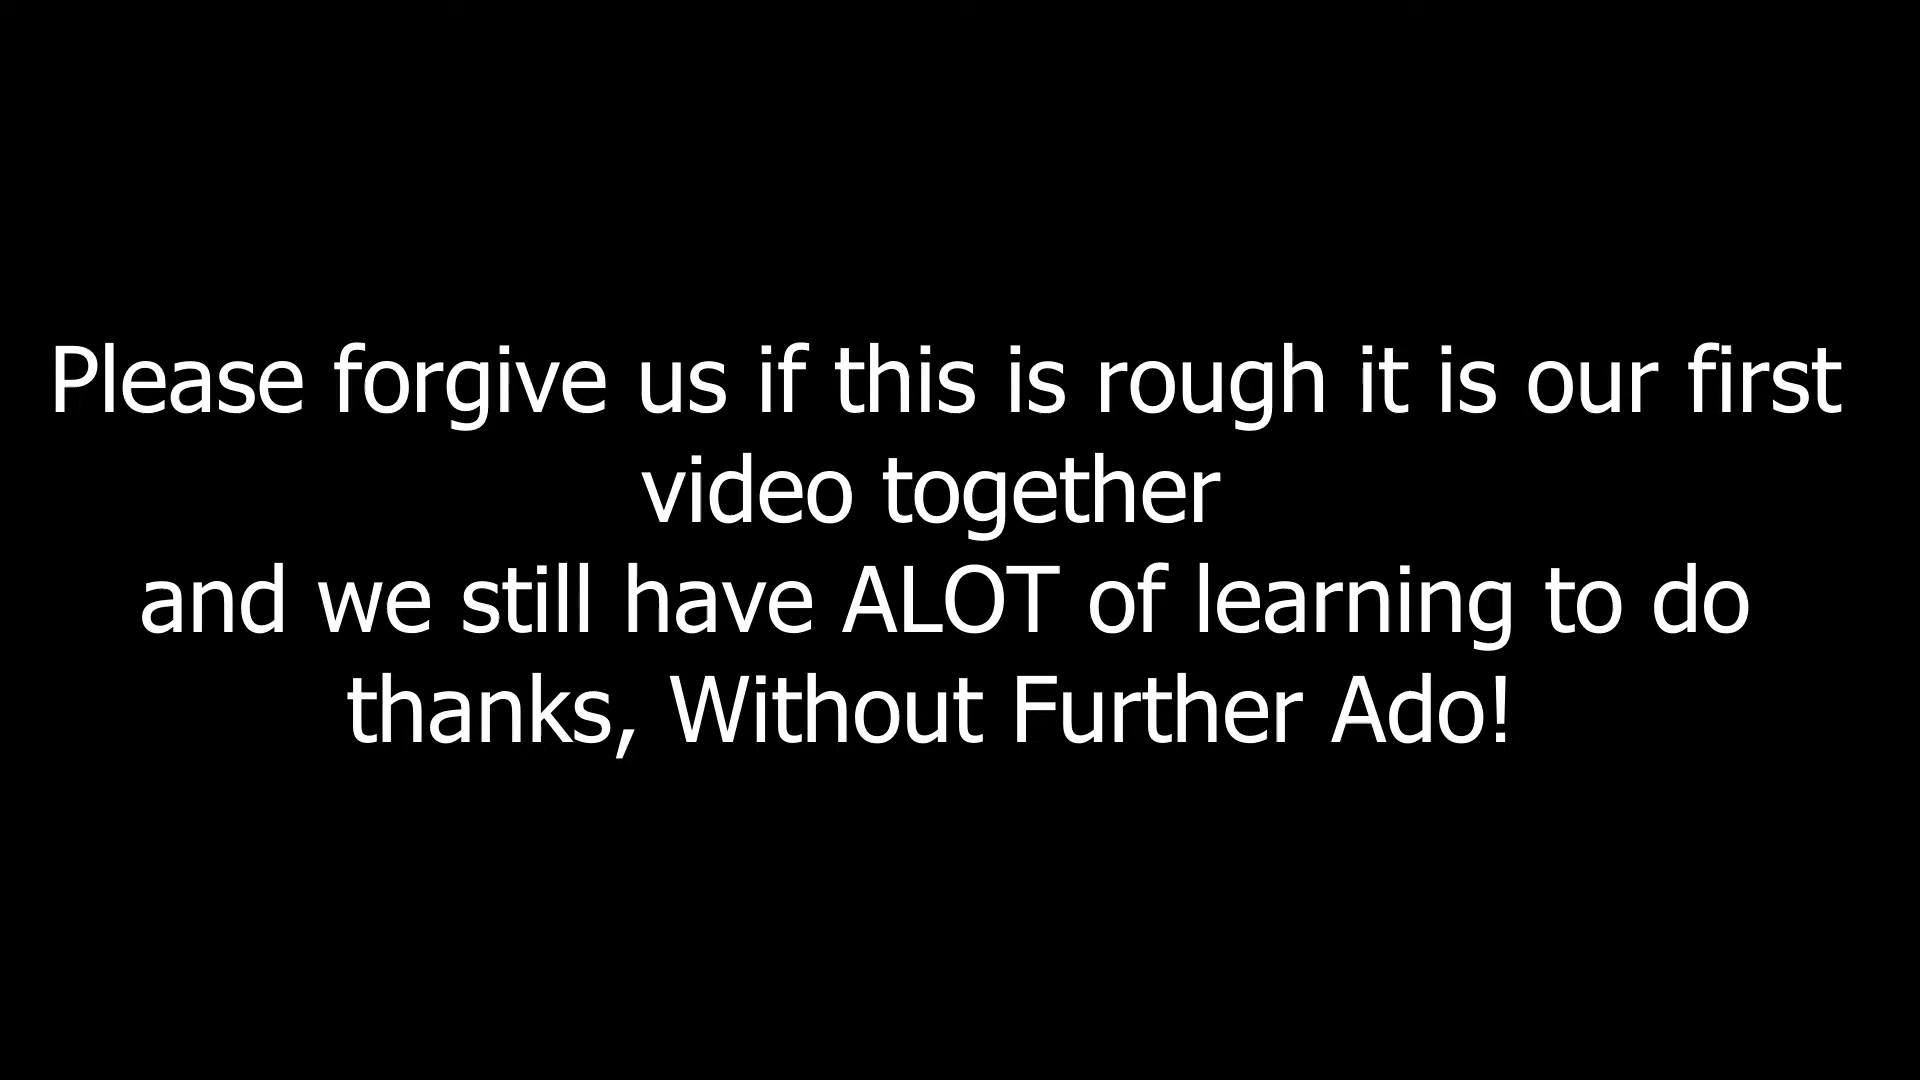 Please forgive us if this is rough it is our first
video together
and we still have ALOT of learning to do
thanks, Without Further Ado!